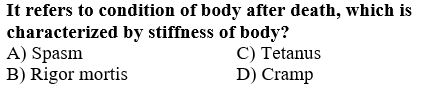 It refers to condition of body after death, which is
characterized by stiffness of body?
A) Spasm C) Tetanus
B) Rigor mortis D) Cramp